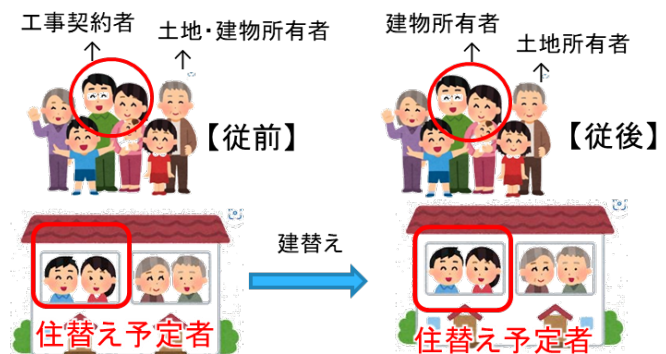 工事契約者
土地・建物所有者
↑
↑
【従前】
住替え予定者
建替え
建物所有者
土地所有者
↑
↑
【従後】
住替え予定者